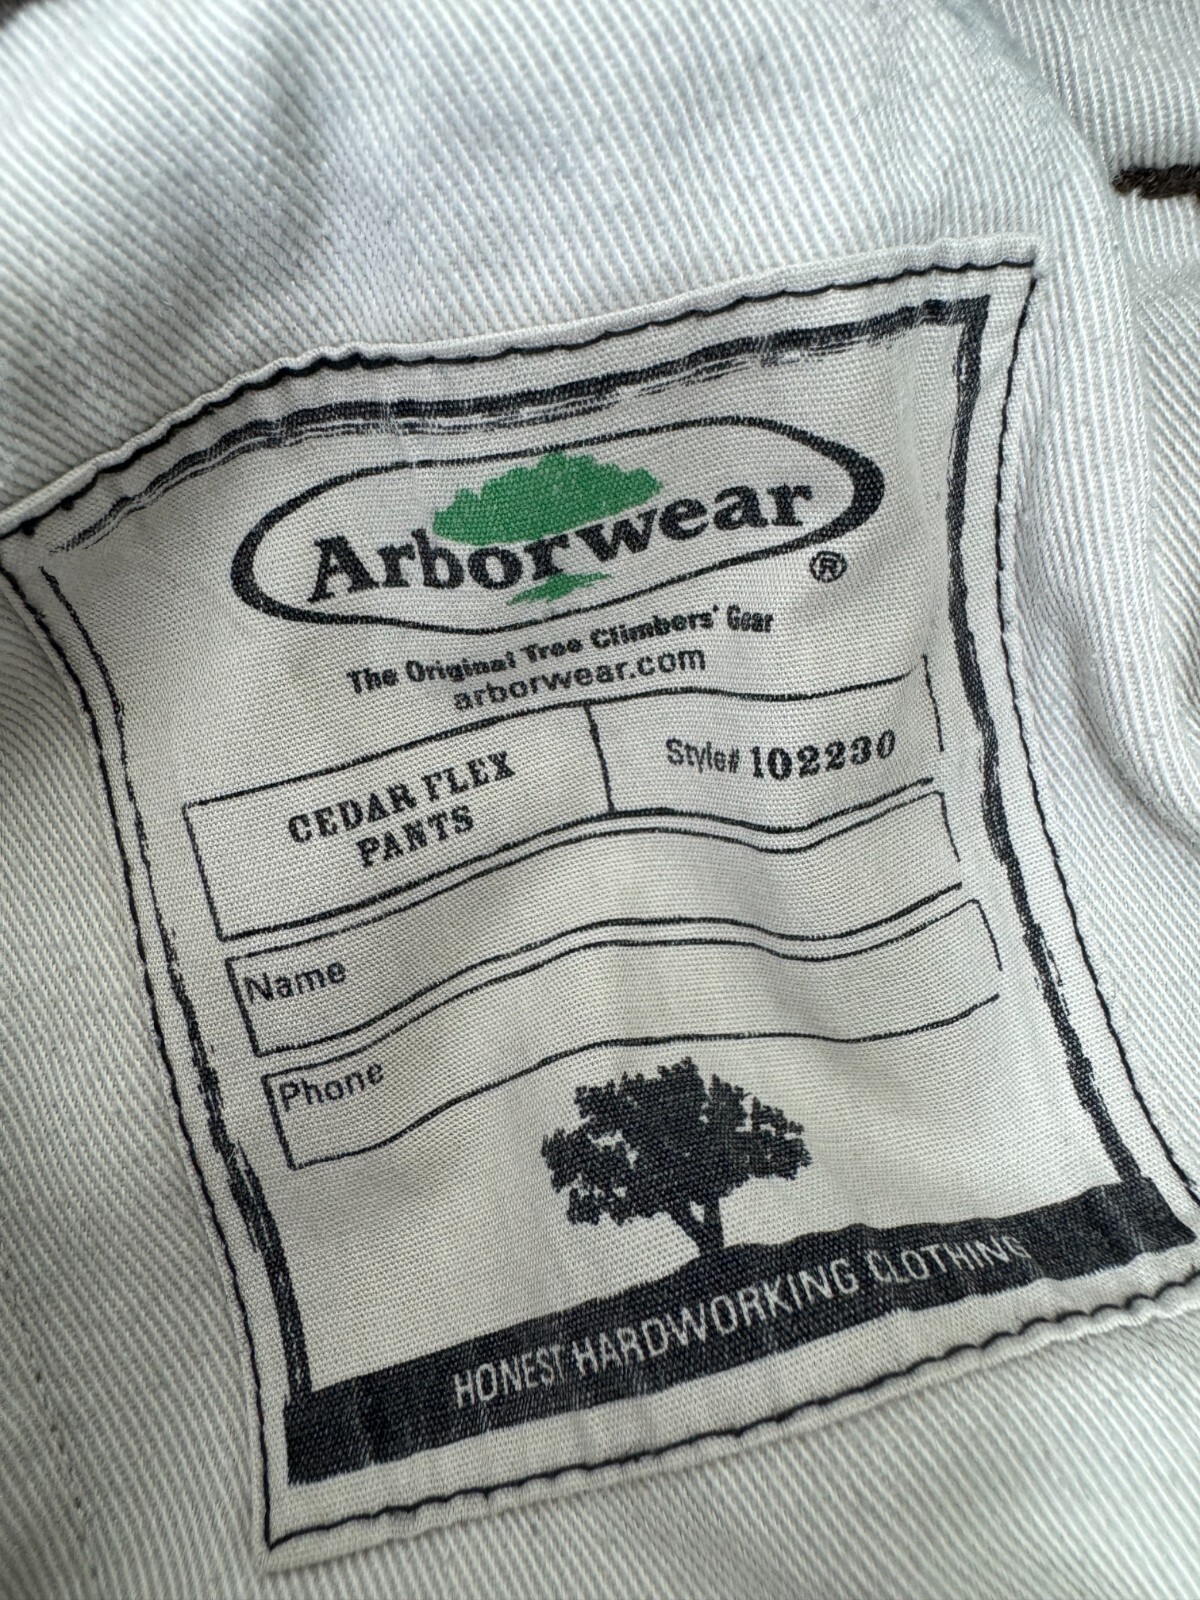 Arborwear
®
The Original Tree Climbers' Gear
arborwear.com
CEDAR FLEX
PANTS
Style# 102230
Name
Phone
HONEST HARDWORKING CLOTHING